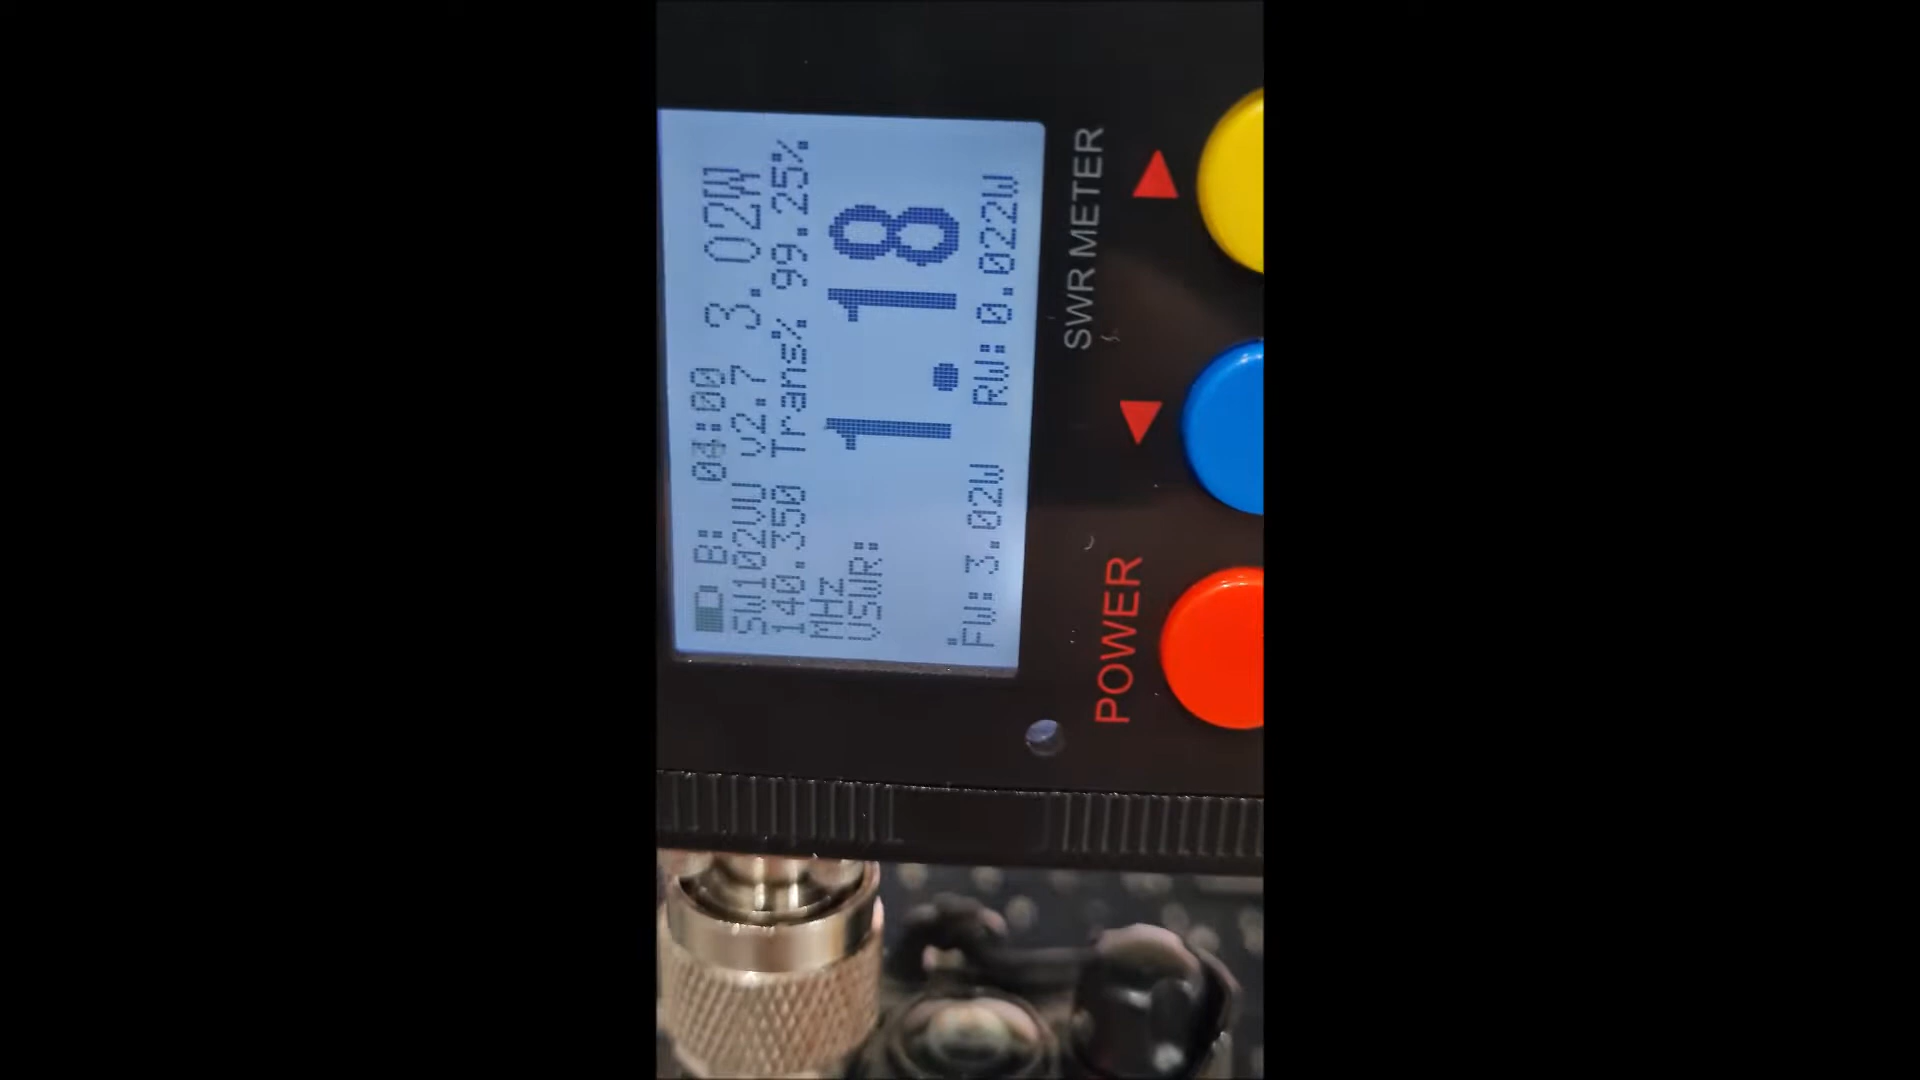 B: 04:00
SW102VU v2.7 3.02W
140.350 Trans% 99.25%
MHz
VSWR: 1.18
FW: 3.02W RW: 0.022W
SWR METER
POWER